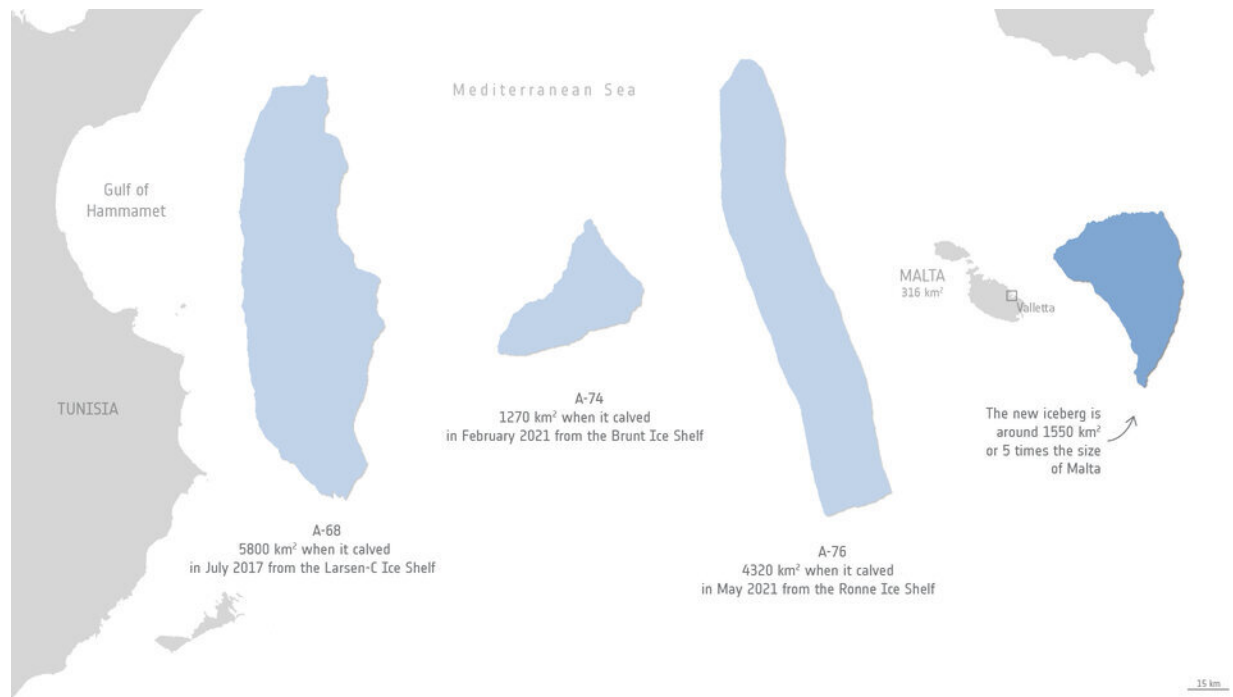 Mediterranean Sea
Gulf of
Hammamet
MALTA
316 km²
Valletta
TUNISIA
A-74
1270 km² when it calved
in February 2021 from the Brunt Ice Shelf
The new iceberg is
around 1550 km²
or 5 times the size
of Malta
A-68
5800 km² when it calved
in July 2017 from the Larsen-C Ice Shelf
A-76
4320 km² when it calved
in May 2021 from the Ronne Ice Shelf
15 km